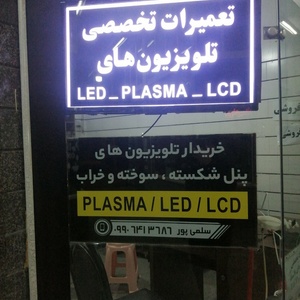 تعمیرات تخصصی
تلویزیون های
LED _ PLASMA _ LCD
خریدار تلویزیون های
پنل شکسته ، سوخته و خراب
PLASMA / LED / LCD
سلمی پور ۰۹۹۰۶۴۱۳۶۸۶